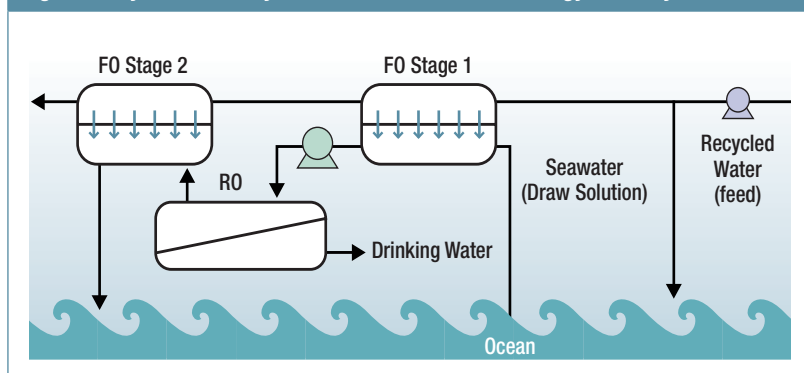 FO Stage 2
FO Stage 1
Recycled
Water
(feed)
Seawater
(Draw Solution)
RO
Drinking Water
Ocean